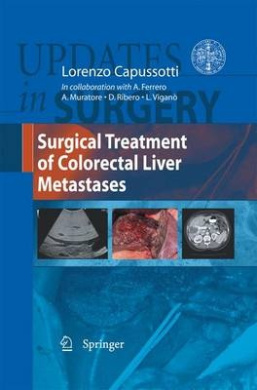 UPDATES
in SURGERY
Lorenzo Capussotti
In collaboration with A. Ferrero
A. Muratore • D. Ribero • L. Viganò
Surgical Treatment
of Colorectal Liver
Metastases
Springer